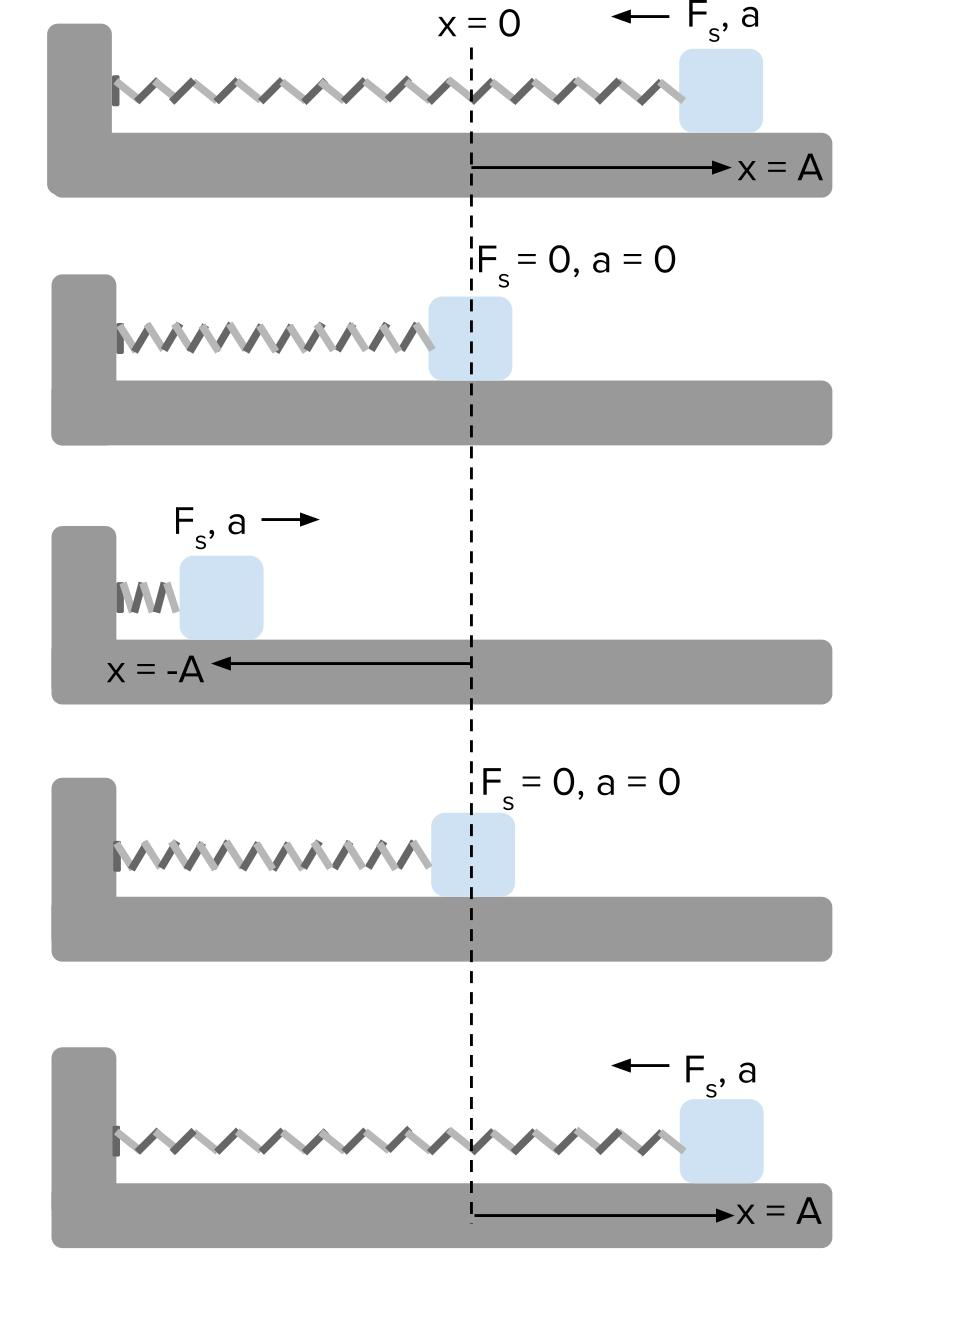 x = 0
Fs, a
x = A
Fs = 0, a = 0
Fs, a
x = -A
Fs = 0, a = 0
Fs, a
x = A